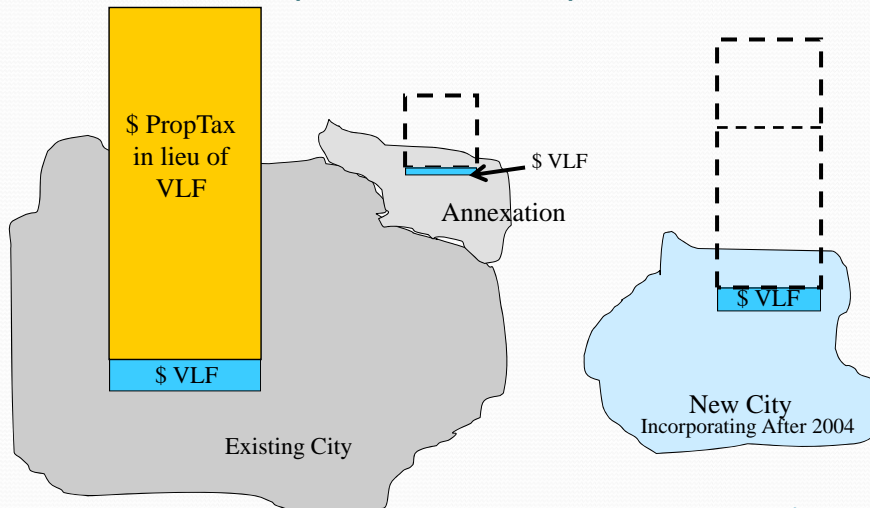 $ PropTax
in lieu of
VLF
$ VLF
Annexation
$ VLF
Existing City
$ VLF
New City
Incorporating After 2004